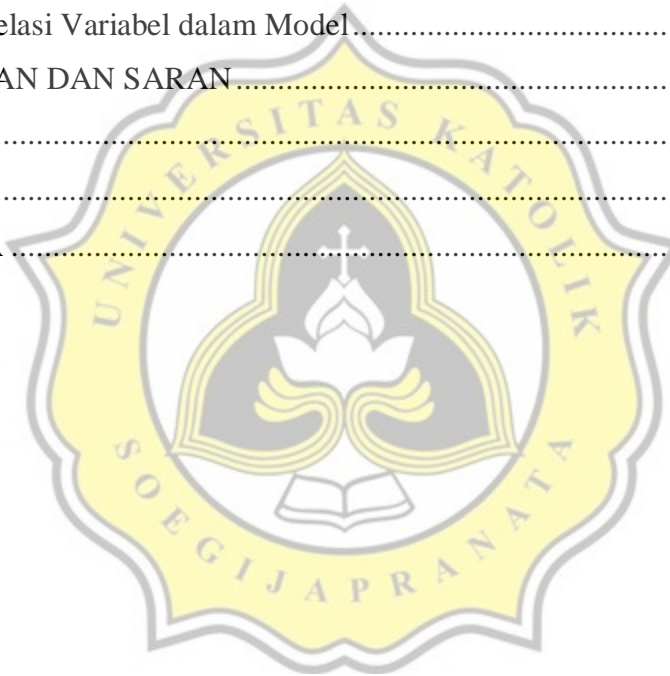 elasi Variabel dalam Model......................................
AN DAN SARAN.....................................................
.......................................................................................
.......................................................................................
.......................................................................................
UNIVERSITAS KATOLIK
SOEGIJAPRANATA